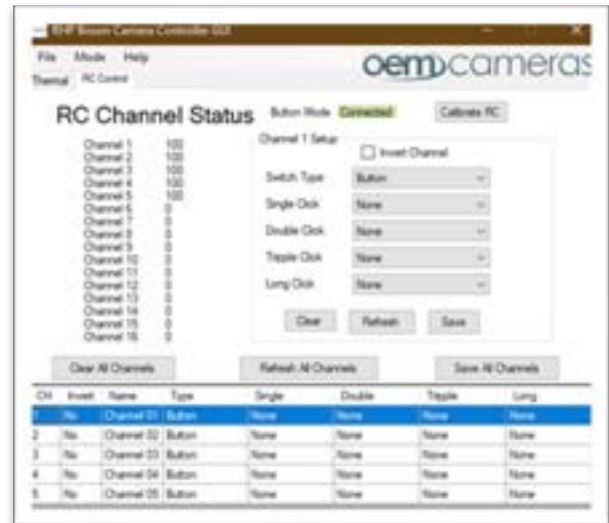 RHP Boson Camera Controller GUI
File Mode Help
oemcameras
Thermal RC Control
RC Channel Status
Button Mode Connected
Calibrate RC
Channel 1 100
Channel 2 100
Channel 3 100
Channel 4 100
Channel 5 100
Channel 6 0
Channel 7 0
Channel 8 0
Channel 9 0
Channel 10 0
Channel 11 0
Channel 12 0
Channel 13 0
Channel 14 0
Channel 15 0
Channel 16 0
Channel 1 Setup
Invert Channel
Switch Type Button
Single Click None
Double Click None
Tripple Click None
Long Click None
Clear Refresh Save
Clear All Channels Refresh All Channels Save All Channels
CH Invert Name Type Single Double Tripple Long
1 No Channel 01 Button None None None None
2 No Channel 02 Button None None None None
3 No Channel 03 Button None None None None
4 No Channel 04 Button None None None None
5 No Channel 05 Button None None None None